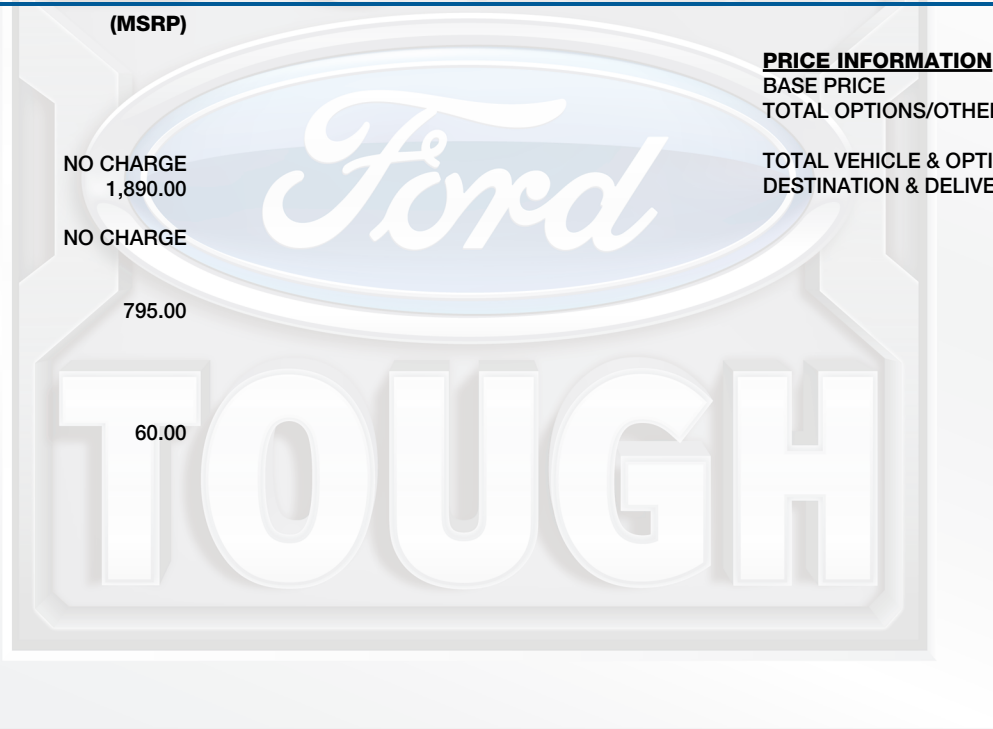 (MSRP)
NO CHARGE
1,890.00
NO CHARGE
795.00
60.00
PRICE INFORMATION
BASE PRICE
TOTAL OPTIONS/OTHE
TOTAL VEHICLE & OPTI
DESTINATION & DELIVE
Ford
TOUGH